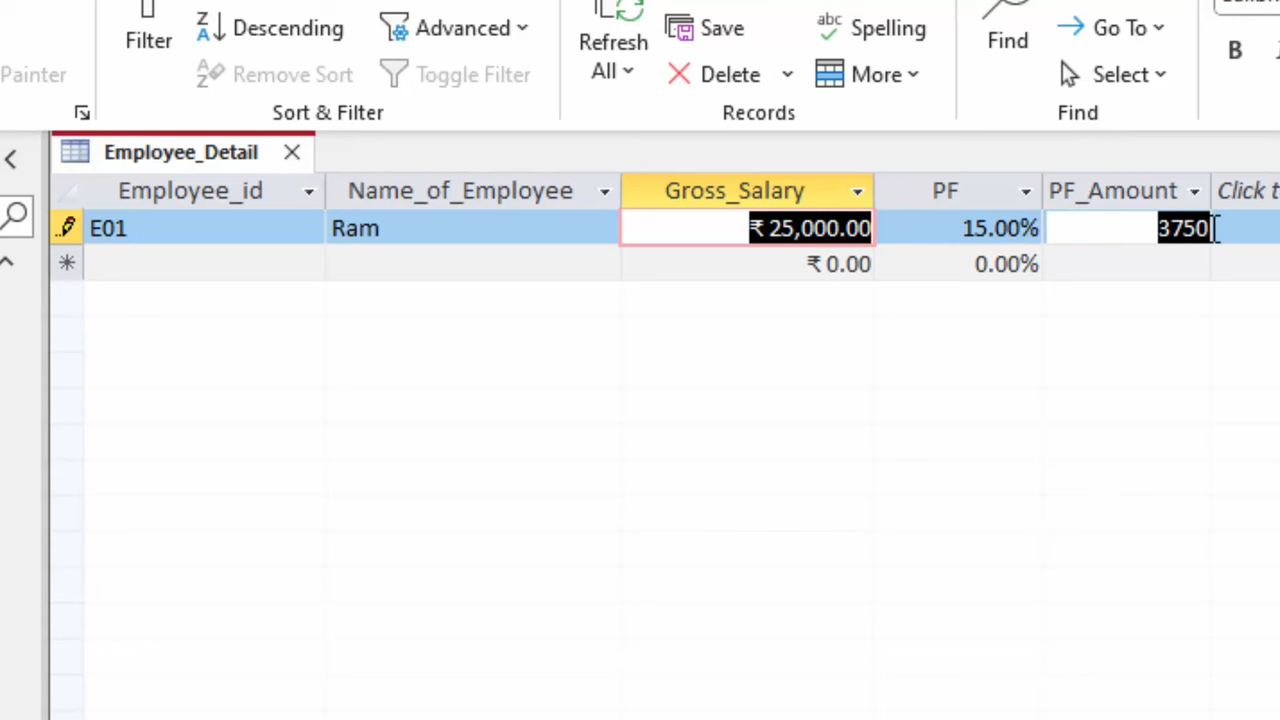 Filter
Descending
Advanced
Refresh
All
Save
Spelling
Find
Go To
B
Painter
Remove Sort
Toggle Filter
Delete
More
Select
Sort & Filter
Records
Find
Employee_Detail
Employee_id Name_of_Employee Gross_Salary PF PF_Amount Click t
E01 Ram ₹ 25,000.00 15.00% 3750
₹ 0.00 0.00%